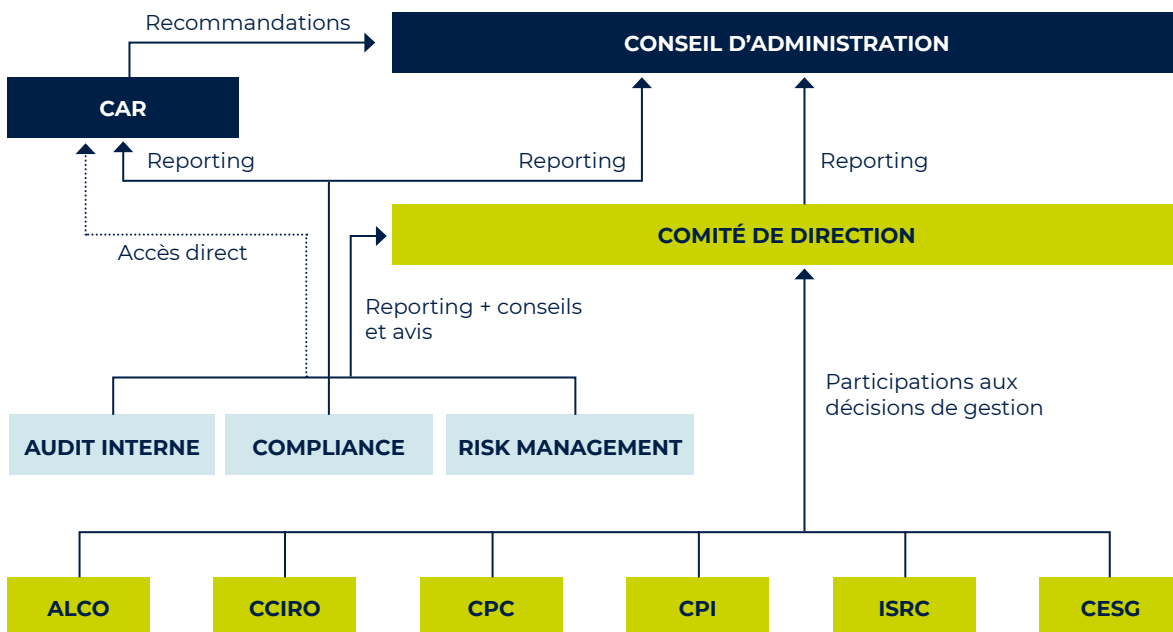 Recommandations
CONSEIL D’ADMINISTRATION
CAR
Reporting
Reporting
Reporting
COMITÉ DE DIRECTION
Accès direct
Reporting + conseils
et avis
Participations aux
décisions de gestion
AUDIT INTERNE
COMPLIANCE
RISK MANAGEMENT
ALCO
CCIRO
CPC
CPI
ISRC
CESG